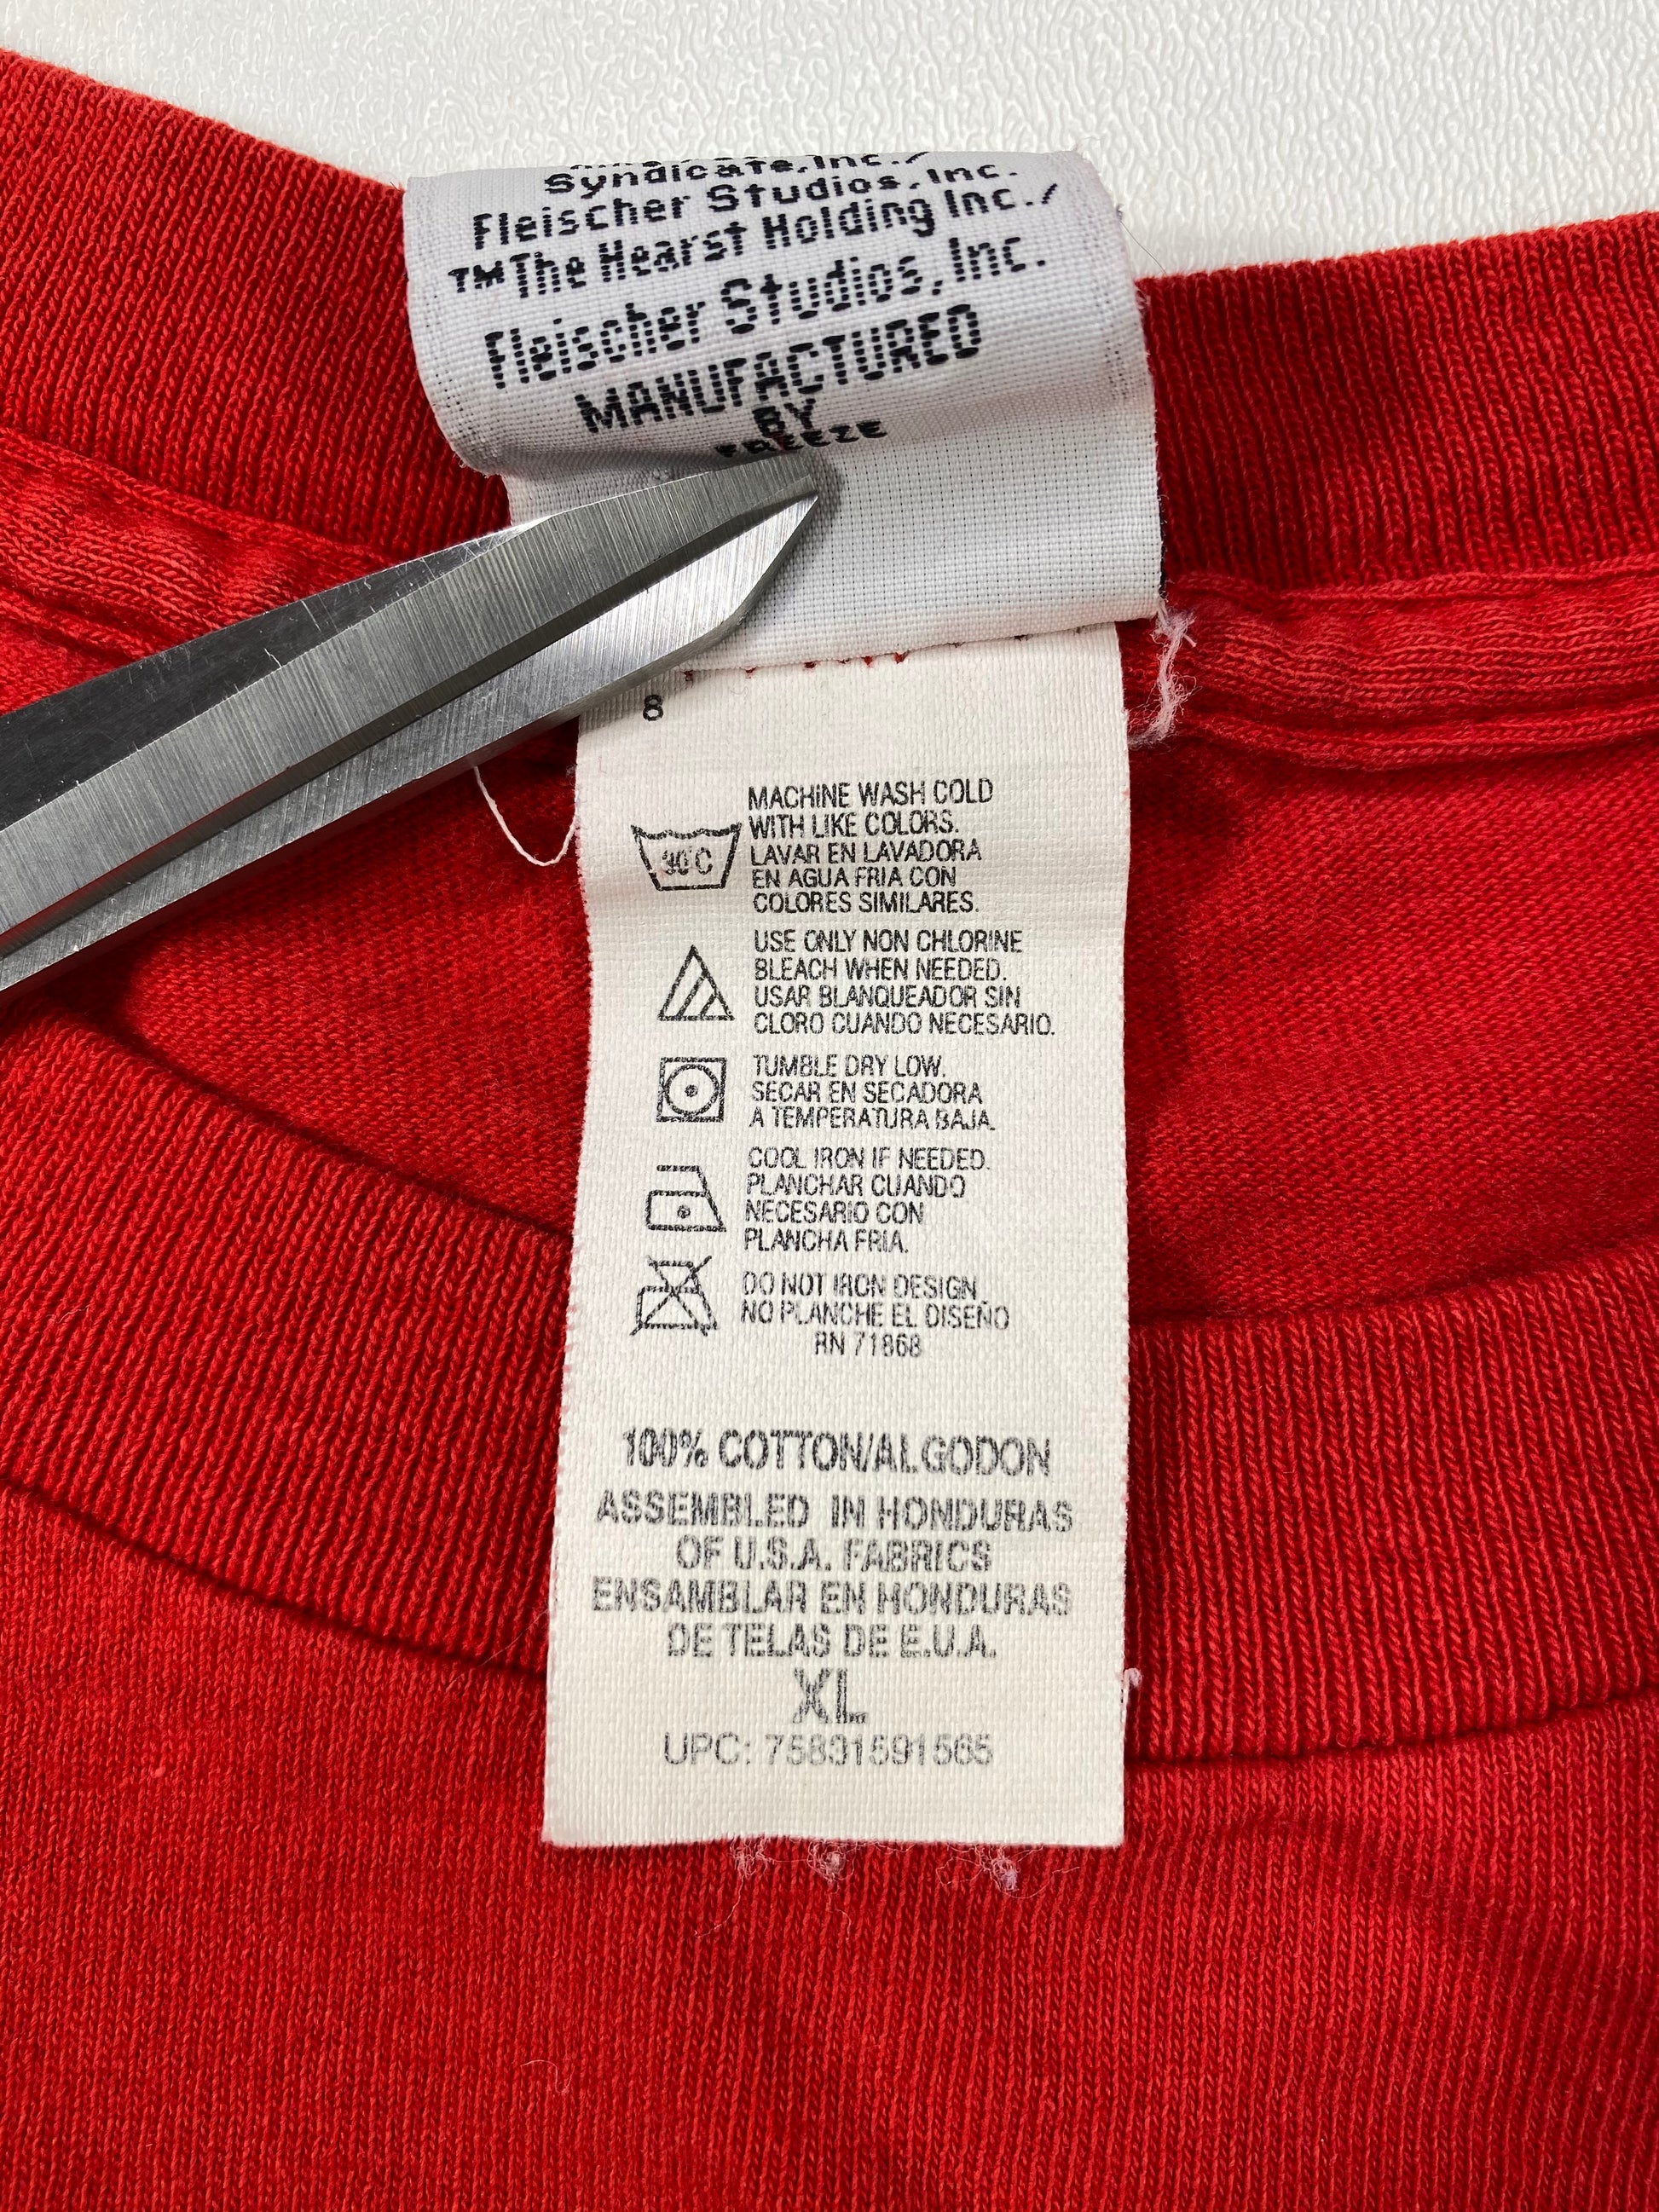 Syndicate, Inc./
Fleischer Studios, Inc.
™The Hearst Holding Inc./
Fleischer Studios, Inc.
MANUFACTURED
BY
FREEZE
8
MACHINE WASH COLD
WITH LIKE COLORS.
LAVAR EN LAVADORA
EN AGUA FRIA CON
COLORES SIMILARES.
30°C
USE ONLY NON CHLORINE
BLEACH WHEN NEEDED.
USAR BLANQUEADOR SIN
CLORO CUANDO NECESARIO.
TUMBLE DRY LOW.
SECAR EN SECADORA
A TEMPERATURA BAJA.
COOL IRON IF NEEDED.
PLANCHAR CUANDO
NECESARIO CON
PLANCHA FRIA.
DO NOT IRON DESIGN
NO PLANCHE EL DISEÑO
RN 71868
100% COTTON/ALGODON
ASSEMBLED IN HONDURAS
OF U.S.A. FABRICS
ENSAMBLAR EN HONDURAS
DE TELAS DE E.U.A.
XL
UPC: 75831591565